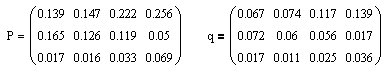 P = ( 0.139 0.147 0.222 0.256
0.165 0.126 0.119 0.05
0.017 0.016 0.033 0.069 )
q = ( 0.067 0.074 0.117 0.139
0.072 0.06 0.056 0.017
0.017 0.011 0.025 0.036 )